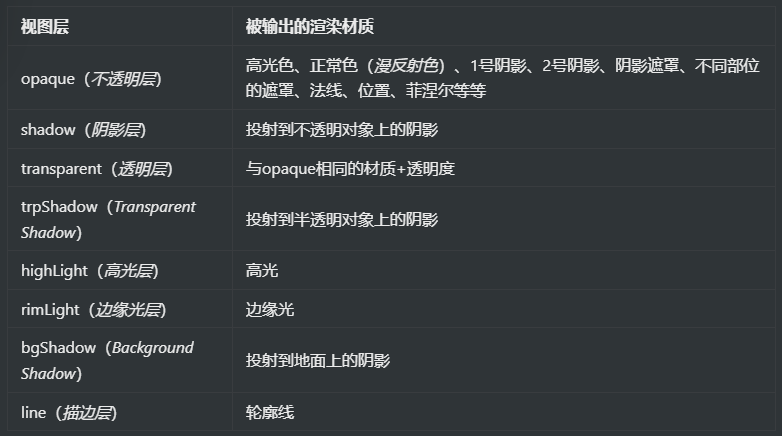 视图层 被输出的渲染材质
opaque（不透明层） 高光色、正常色（漫反射色）、1号阴影、2号阴影、阴影遮罩、不同部位
的遮罩、法线、位置、菲涅尔等等
shadow（阴影层） 投射到不透明对象上的阴影
transparent（透明层） 与opaque相同的材质+透明度
trpShadow（Transparent
Shadow） 投射到半透明对象上的阴影
highLight（高光层） 高光
rimLight（边缘光层） 边缘光
bgShadow（Background
Shadow） 投射到地面上的阴影
line（描边层） 轮廓线